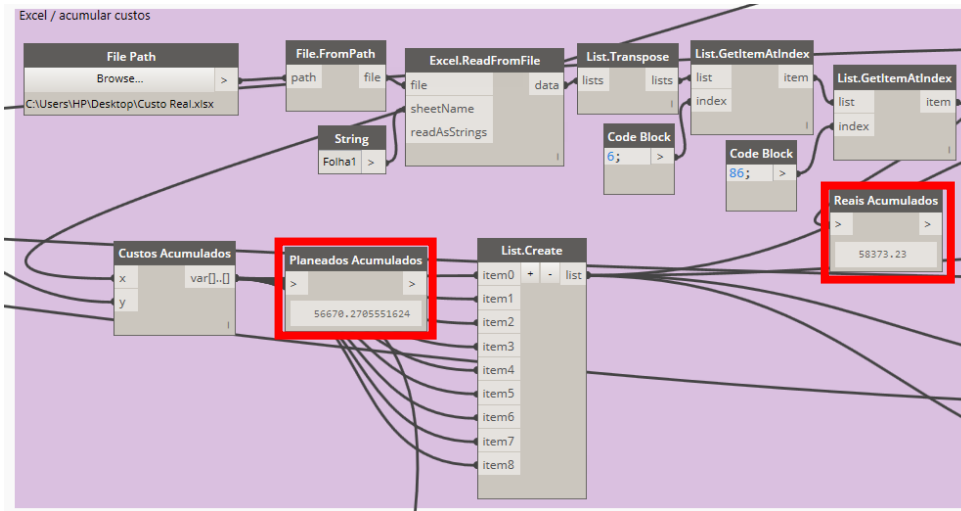 Excel / acumular custos
File Path
Browse... >
C:\Users\HP\Desktop\Custo Real.xlsx
File.FromPath
path file
Excel.ReadFromFile
file data
sheetName
readAsStrings
String
Folha1 >
List.Transpose
lists lists
Code Block
6; >
List.GetItemAtIndex
list item
index
Code Block
86; >
List.GetItemAtIndex
list item
index
Custos Acumulados
x var[]..[]
y
Planeados Acumulados
> >
56670.2705551624
List.Create
item0 + - list
item1
item2
item3
item4
item5
item6
item7
item8
Reais Acumulados
> >
58373.23